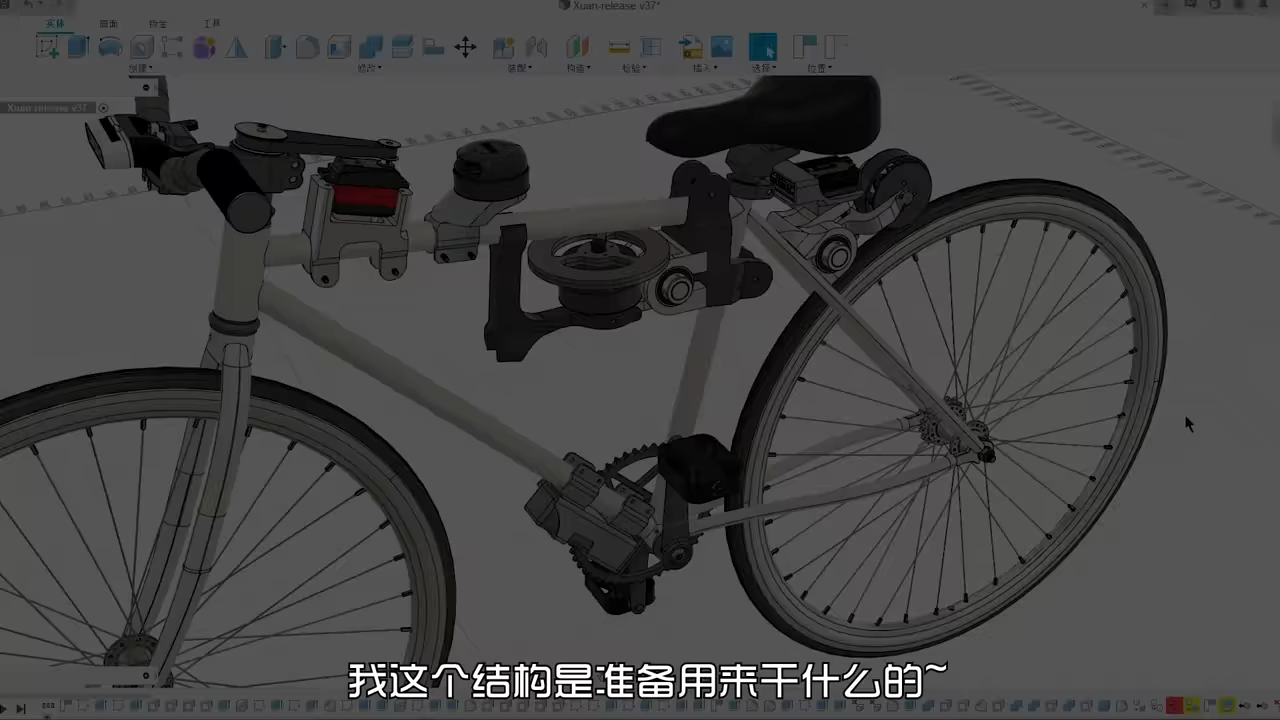 Xuan-release v37*
实体 曲面 钣金 工具
创建 修改 装配 构造 检验 插入 选择 位置
Xuan-release v37
我这个结构是准备用来干什么的~